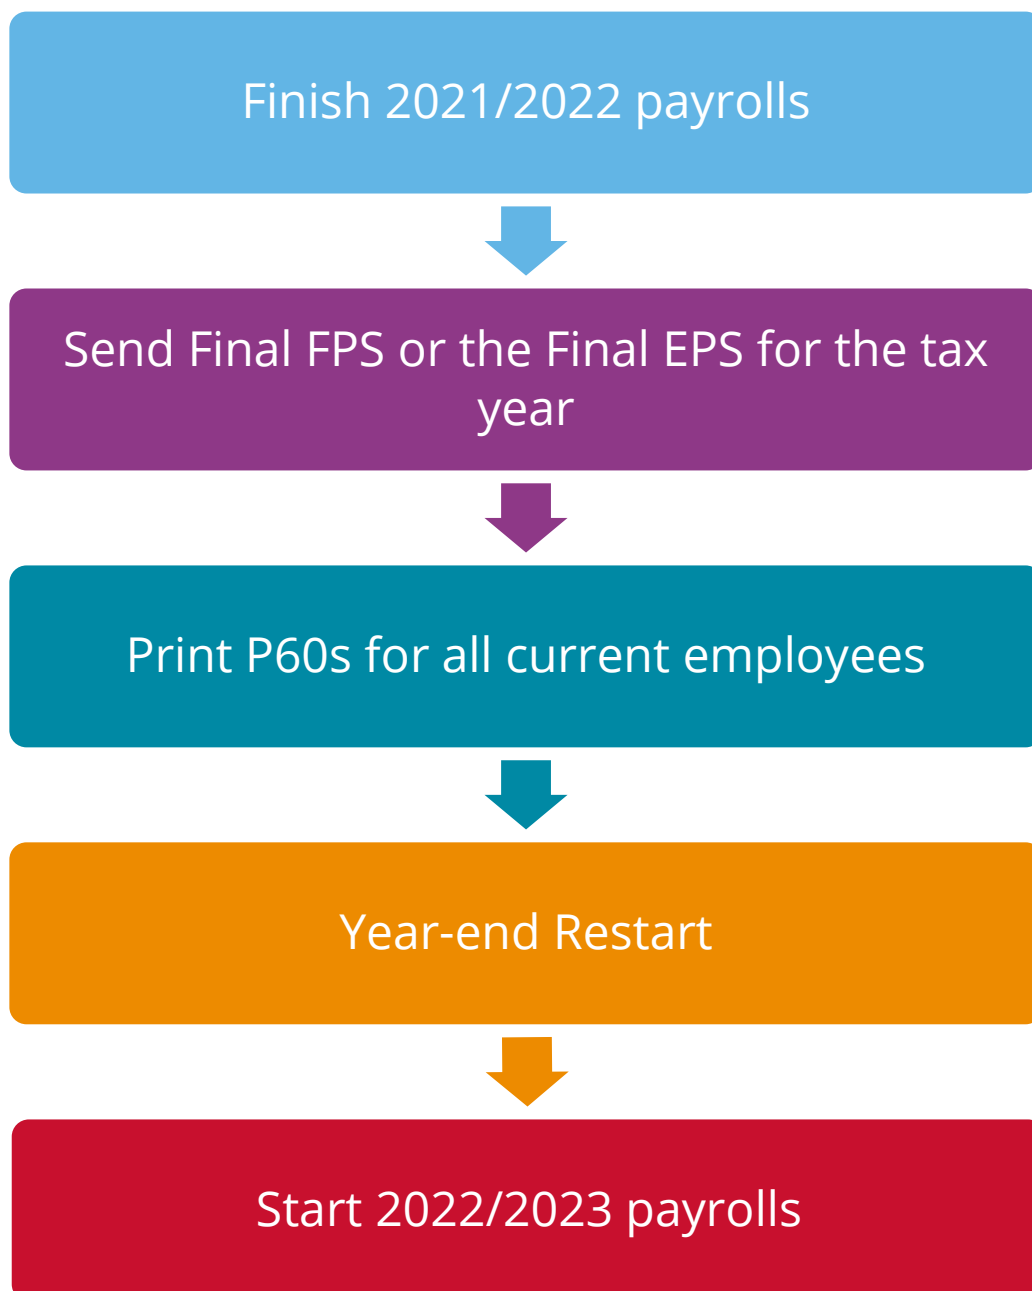 Finish 2021/2022 payrolls
Send Final FPS or the Final EPS for the tax
year
Print P60s for all current employees
Year-end Restart
Start 2022/2023 payrolls